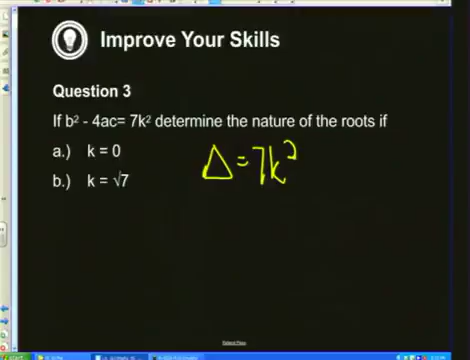 Improve Your Skills
Question 3
If b² - 4ac= 7k² determine the nature of the roots if
a.) k = 0
Δ = 7k²
b.) k = √7
start